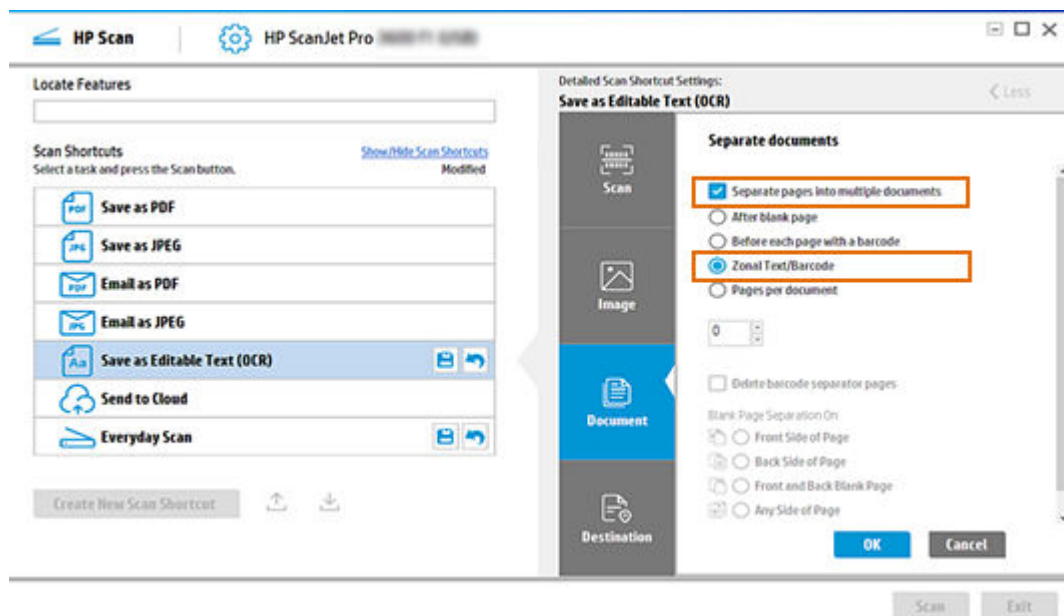 HP Scan
HP ScanJet Pro
Locate Features
Scan Shortcuts
Show/Hide Scan Shortcuts
Select a task and press the Scan button.
Modified
PDF Save as PDF
JPG Save as JPEG
PDF Email as PDF
JPG Email as JPEG
Aa Save as Editable Text (OCR)
Send to Cloud
Everyday Scan
Create New Scan Shortcut
Detailed Scan Shortcut Settings:
Save as Editable Text (OCR)
Less
Scan
Image
Document
Destination
Separate documents
Separate pages into multiple documents
After blank page
Before each page with a barcode
Zonal Text/Barcode
Pages per document
0
Delete barcode separator pages
Blank Page Separation On
Front Side of Page
Back Side of Page
Front and Back Blank Page
Any Side of Page
OK
Cancel
Scan
Exit